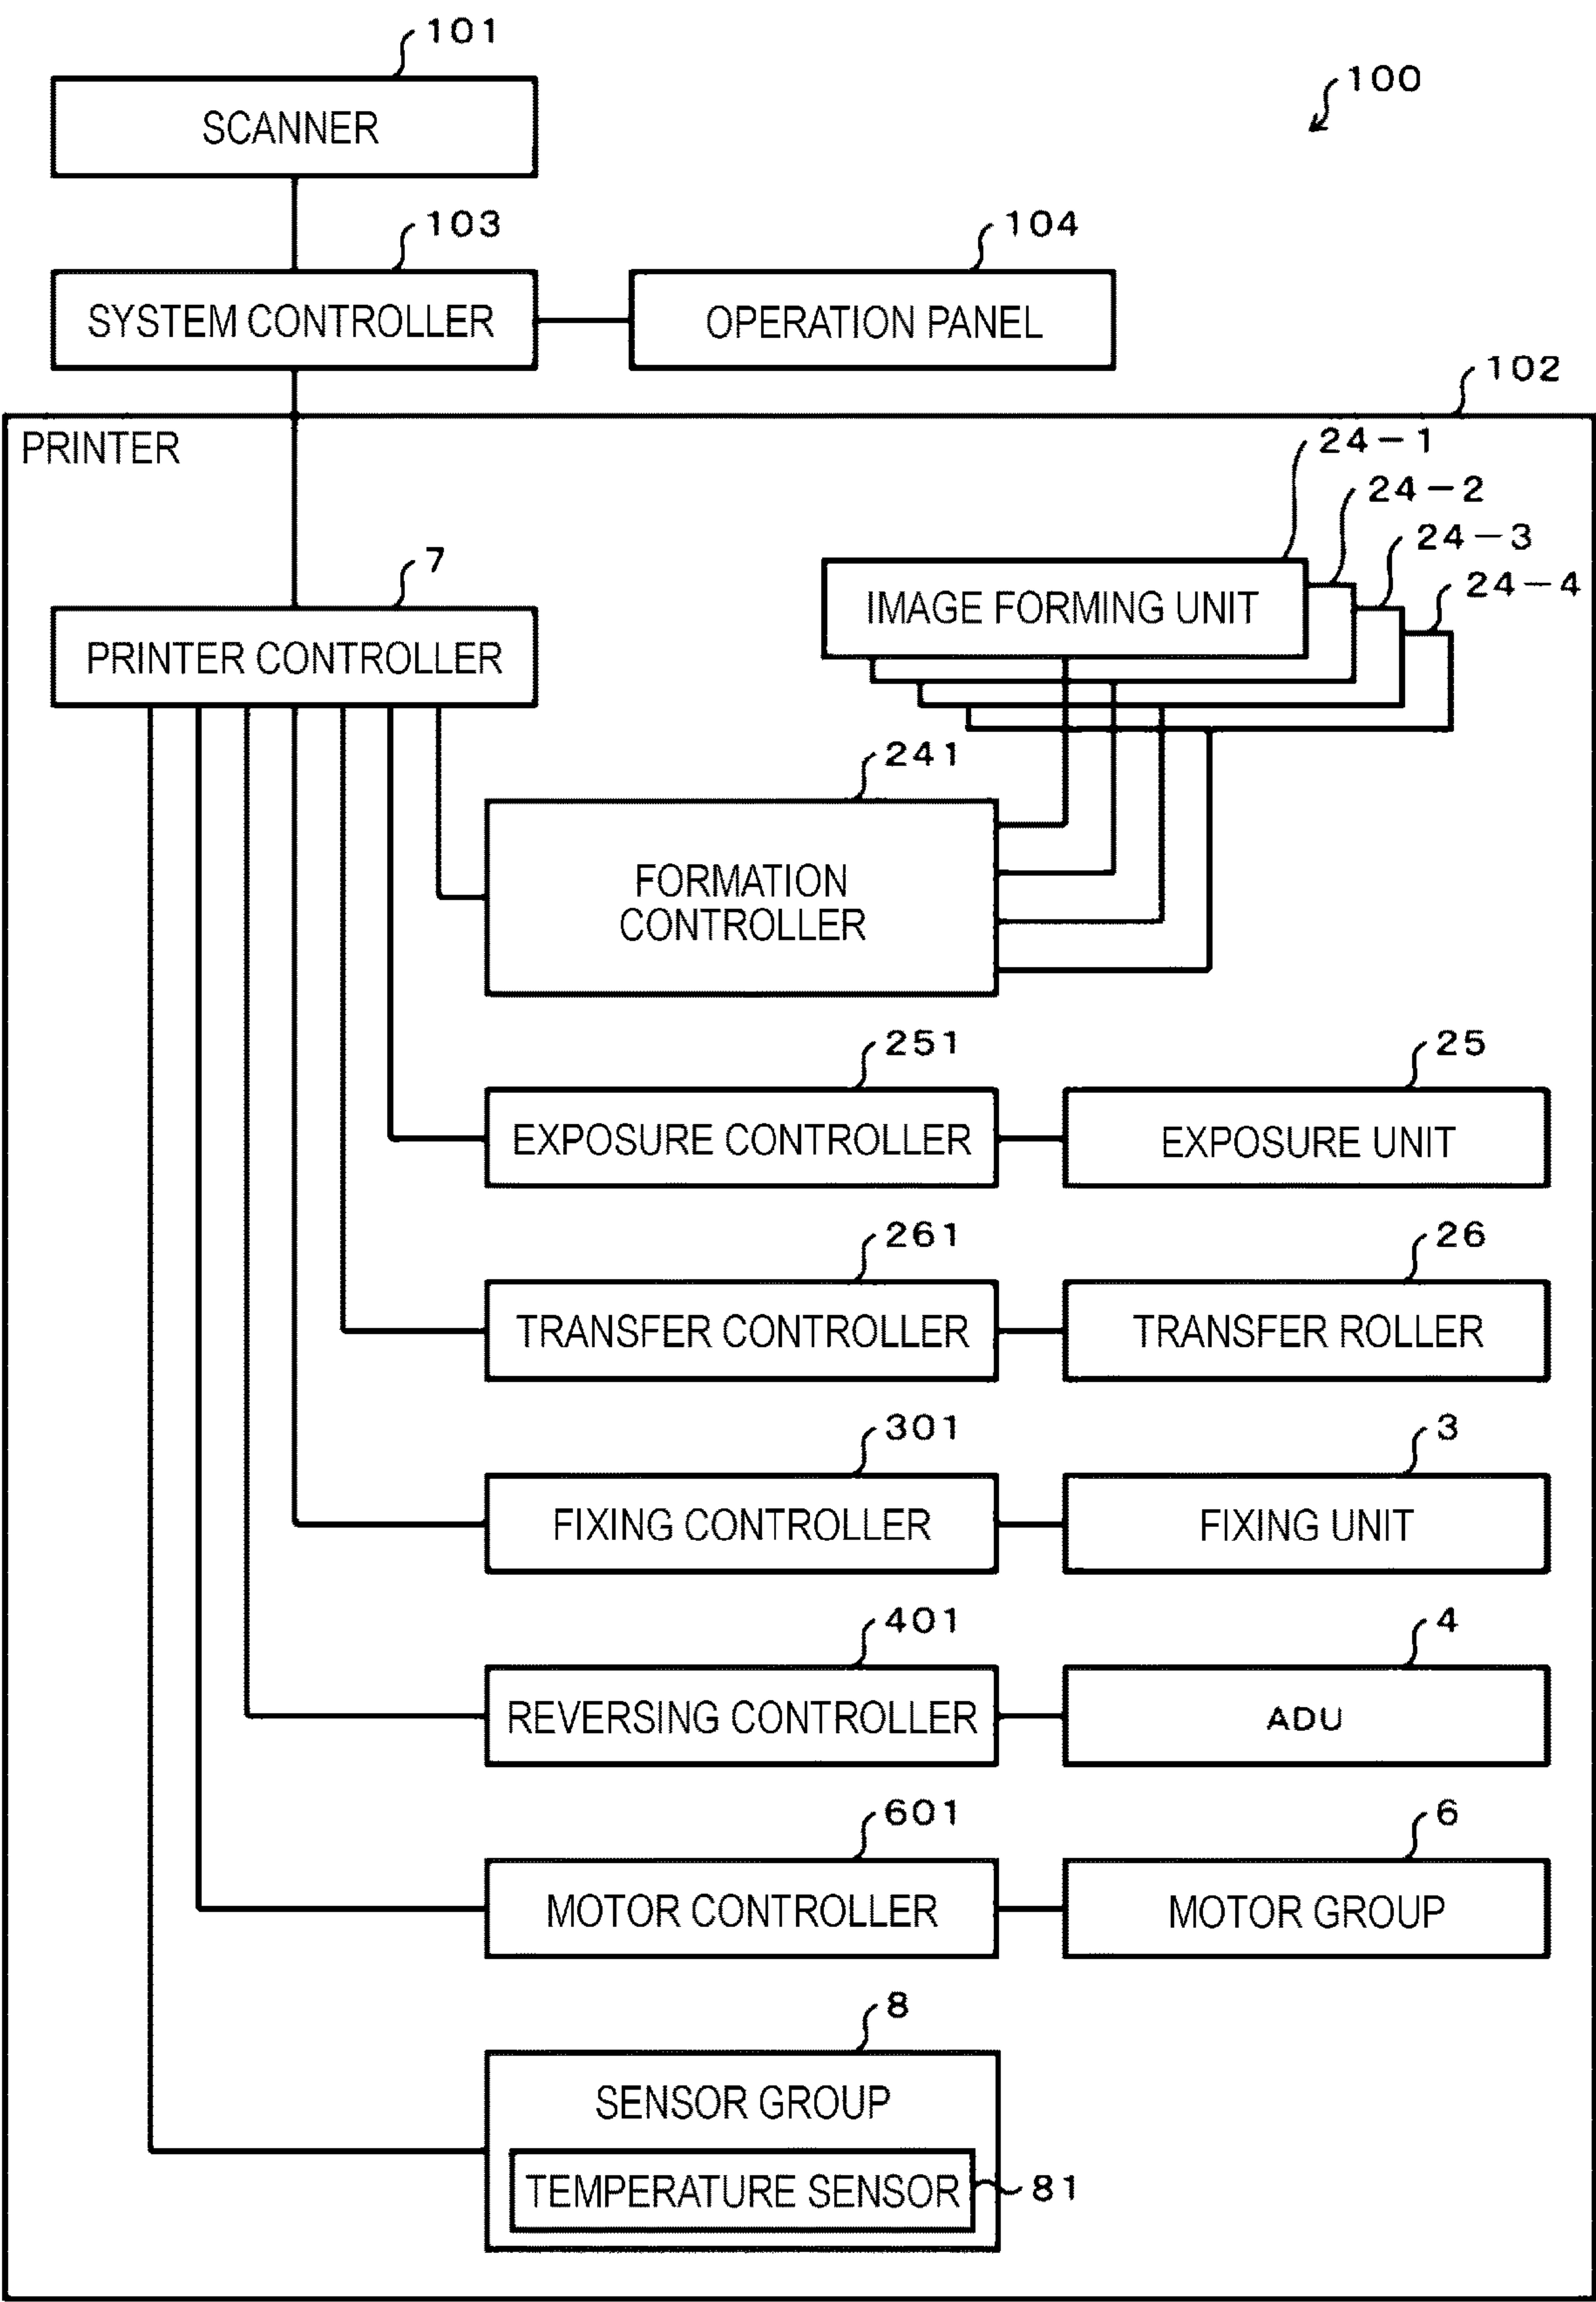 101
100
SCANNER
103
104
SYSTEM CONTROLLER
OPERATION PANEL
102
PRINTER
24-1
24-2
24-3
24-4
7
IMAGE FORMING UNIT
PRINTER CONTROLLER
241
FORMATION
CONTROLLER
251
25
EXPOSURE CONTROLLER
EXPOSURE UNIT
261
26
TRANSFER CONTROLLER
TRANSFER ROLLER
301
3
FIXING CONTROLLER
FIXING UNIT
401
4
REVERSING CONTROLLER
ADU
601
6
MOTOR CONTROLLER
MOTOR GROUP
8
SENSOR GROUP
TEMPERATURE SENSOR
81